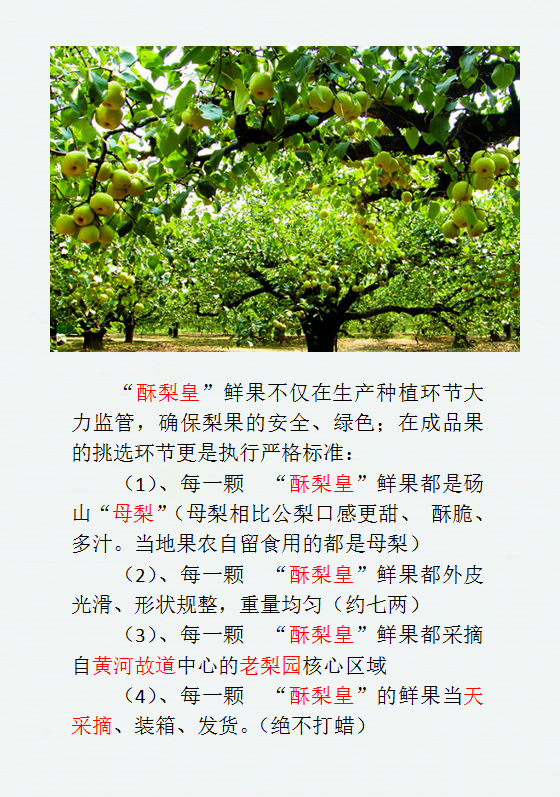 “酥梨皇”鲜果不仅在生产种植环节大
力监管，确保梨果的安全、绿色；在成品果
的挑选环节更是执行严格标准：
（1）、每一颗 “酥梨皇”鲜果都是砀
山“母梨”（母梨相比公梨口感更甜、 酥脆、
多汁。当地果农自留食用的都是母梨）
（2）、每一颗 “酥梨皇”鲜果都外皮
光滑、形状规整，重量均匀（约七两）
（3）、每一颗 “酥梨皇”鲜果都采摘
自黄河故道中心的老梨园核心区域
（4）、每一颗 “酥梨皇”的鲜果当天
采摘、装箱、发货。（绝不打蜡）